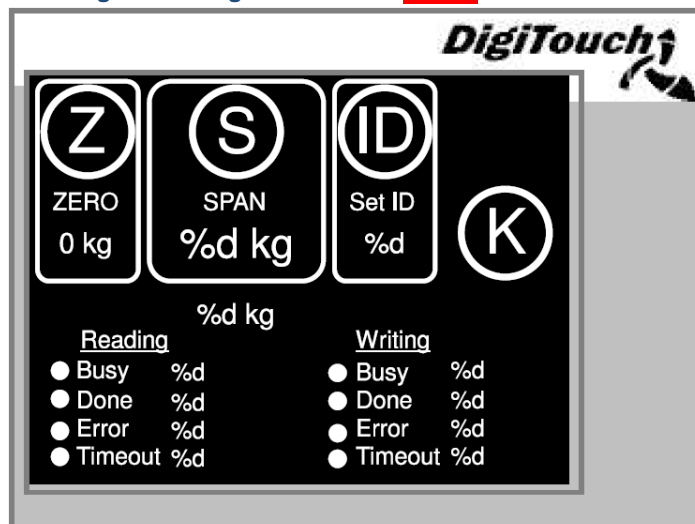 DigiTouch
Z
S
ID
K
ZERO
SPAN
Set ID
0 kg
%d kg
%d
%d kg
Reading
Writing
Busy %d
Busy %d
Done %d
Done %d
Error %d
Error %d
Timeout %d
Timeout %d